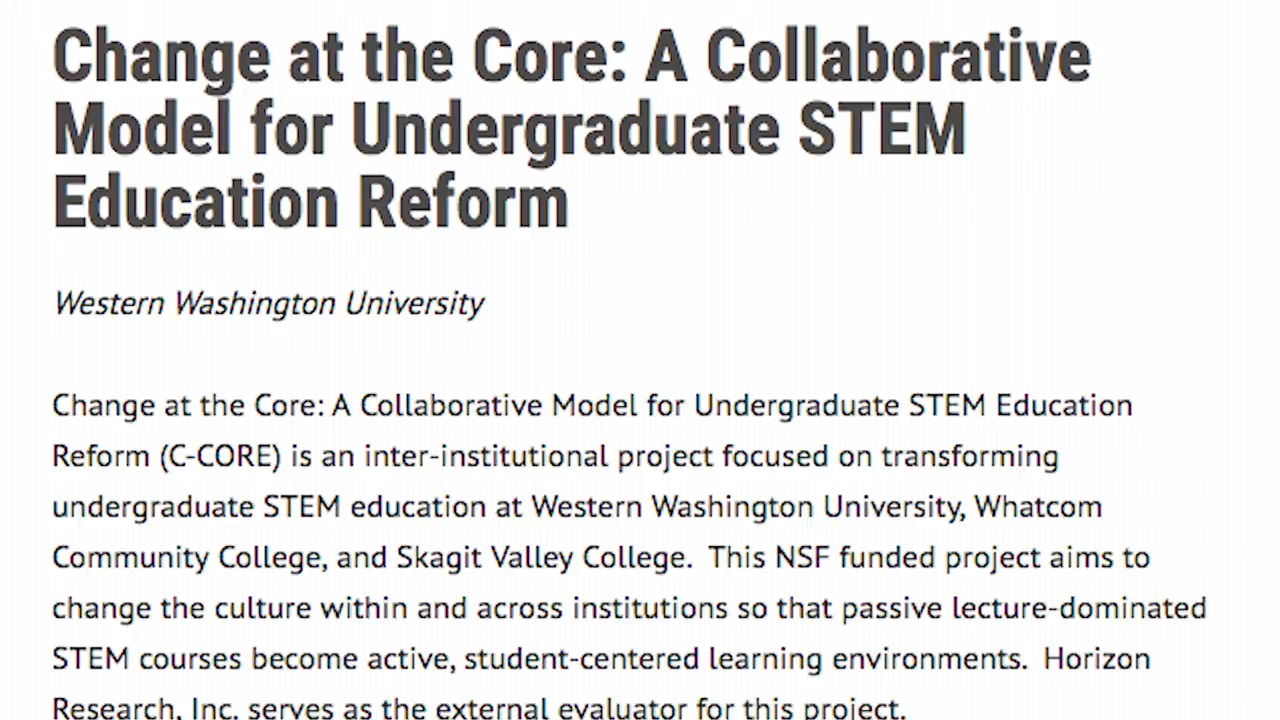 Change at the Core: A Collaborative
Model for Undergraduate STEM
Education Reform
Western Washington University
Change at the Core: A Collaborative Model for Undergraduate STEM Education
Reform (C-CORE) is an inter-institutional project focused on transforming
undergraduate STEM education at Western Washington University, Whatcom
Community College, and Skagit Valley College.  This NSF funded project aims to
change the culture within and across institutions so that passive lecture-dominated
STEM courses become active, student-centered learning environments.  Horizon
Research, Inc. serves as the external evaluator for this project.